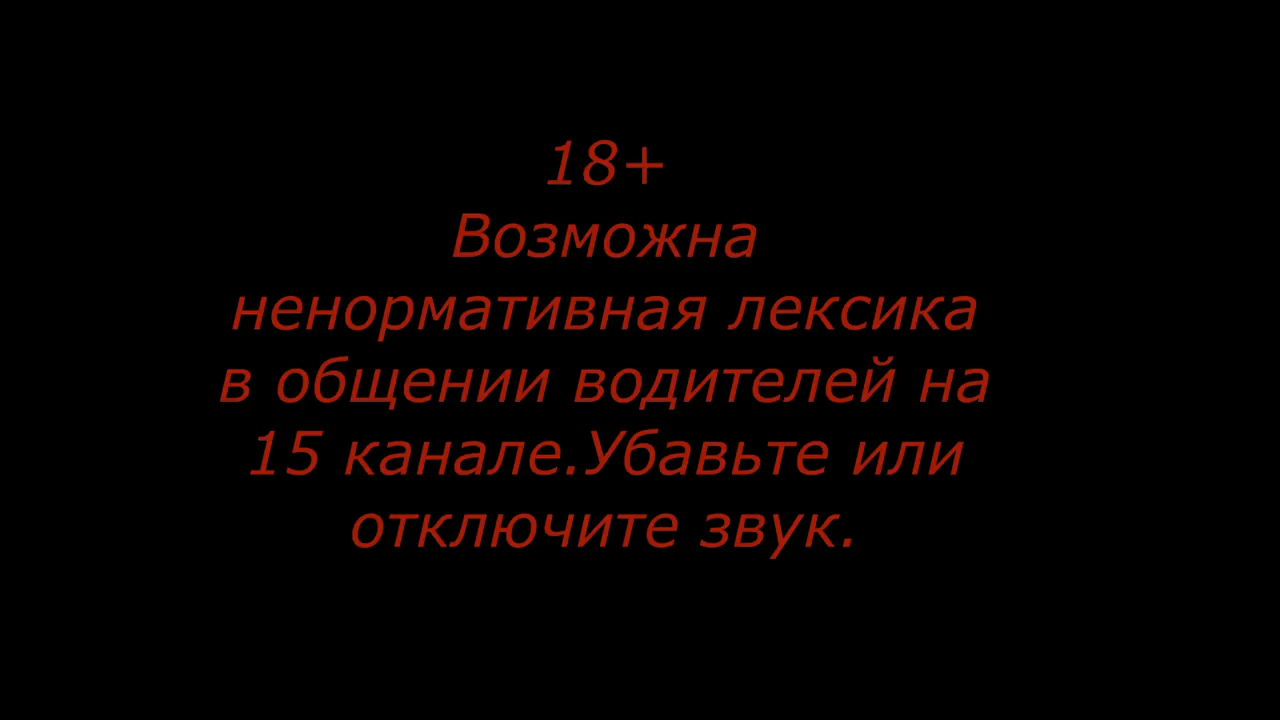 18+
Возможна
ненормативная лексика
в общении водителей на
15 канале.Убавьте или
отключите звук.